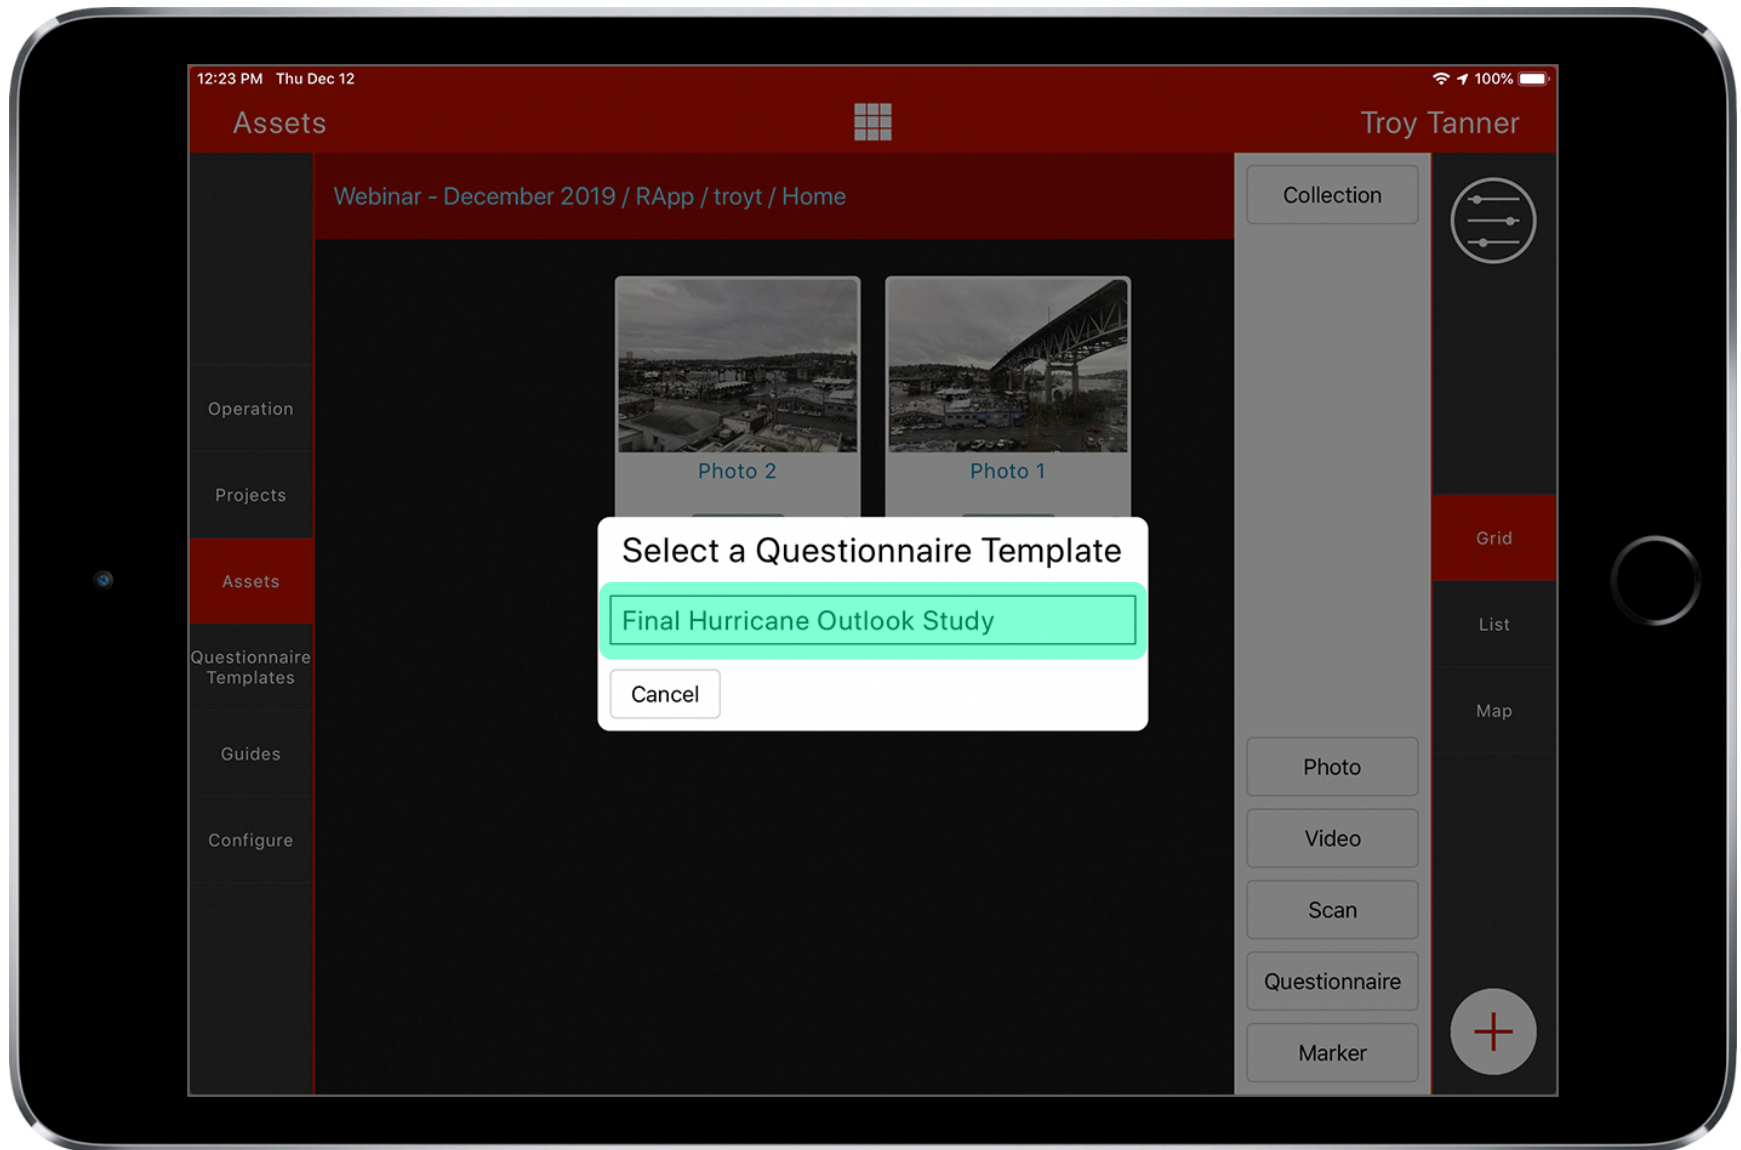 12:23 PM Thu Dec 12
100%
Assets
Troy Tanner
Webinar - December 2019 / RApp / troyt / Home
Collection
Operation
Projects
Assets
Questionnaire
Templates
Guides
Configure
Photo 2
Photo 1
Select a Questionnaire Template
Final Hurricane Outlook Study
Cancel
Photo
Video
Scan
Questionnaire
Marker
Grid
List
Map